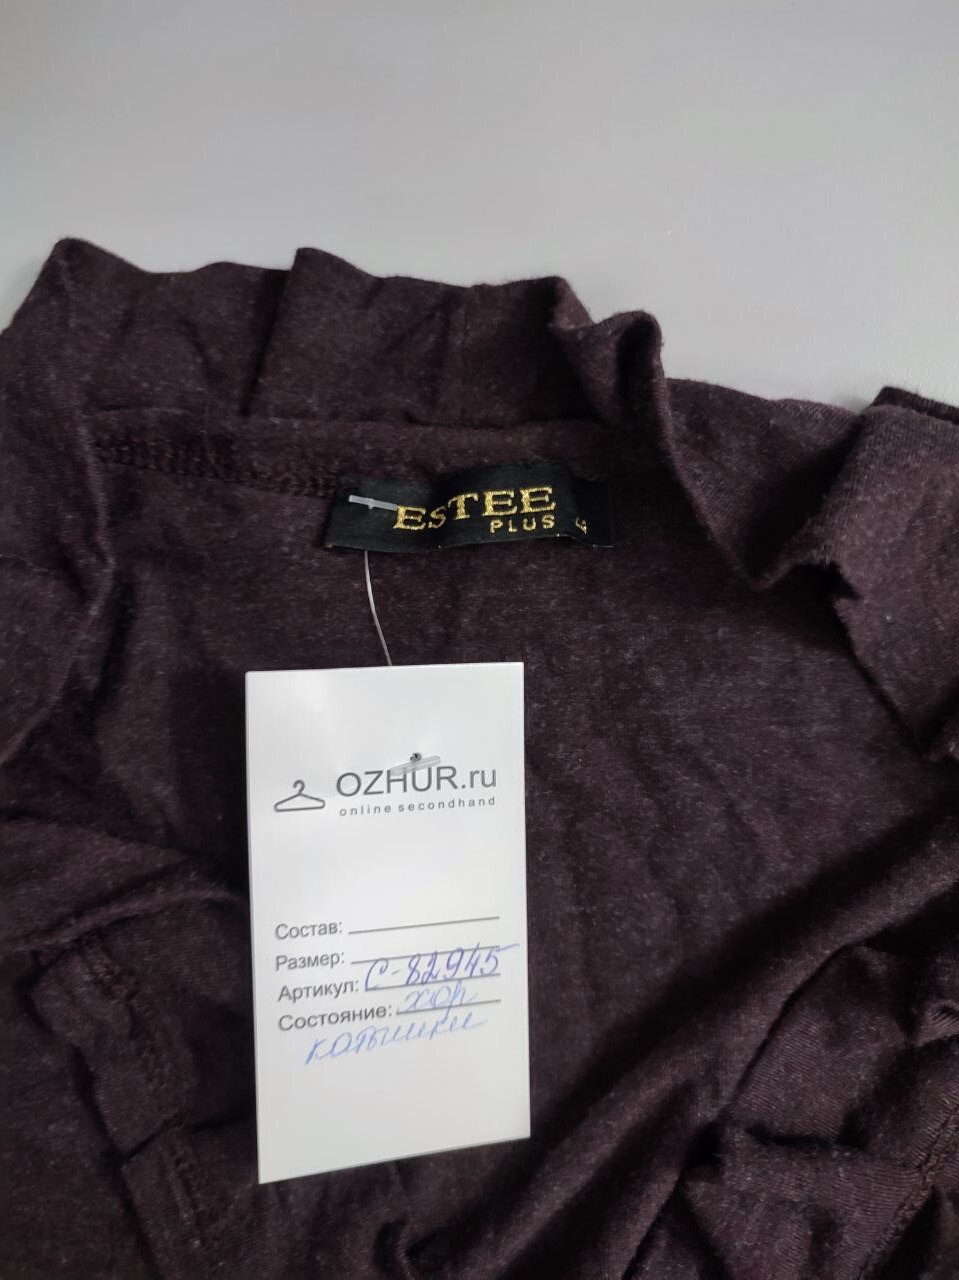 ESTEE
PLUS
OZHUR.ru
online secondhand
Состав:
Размер:
Артикул: С-82945
Состояние: хор
катышки